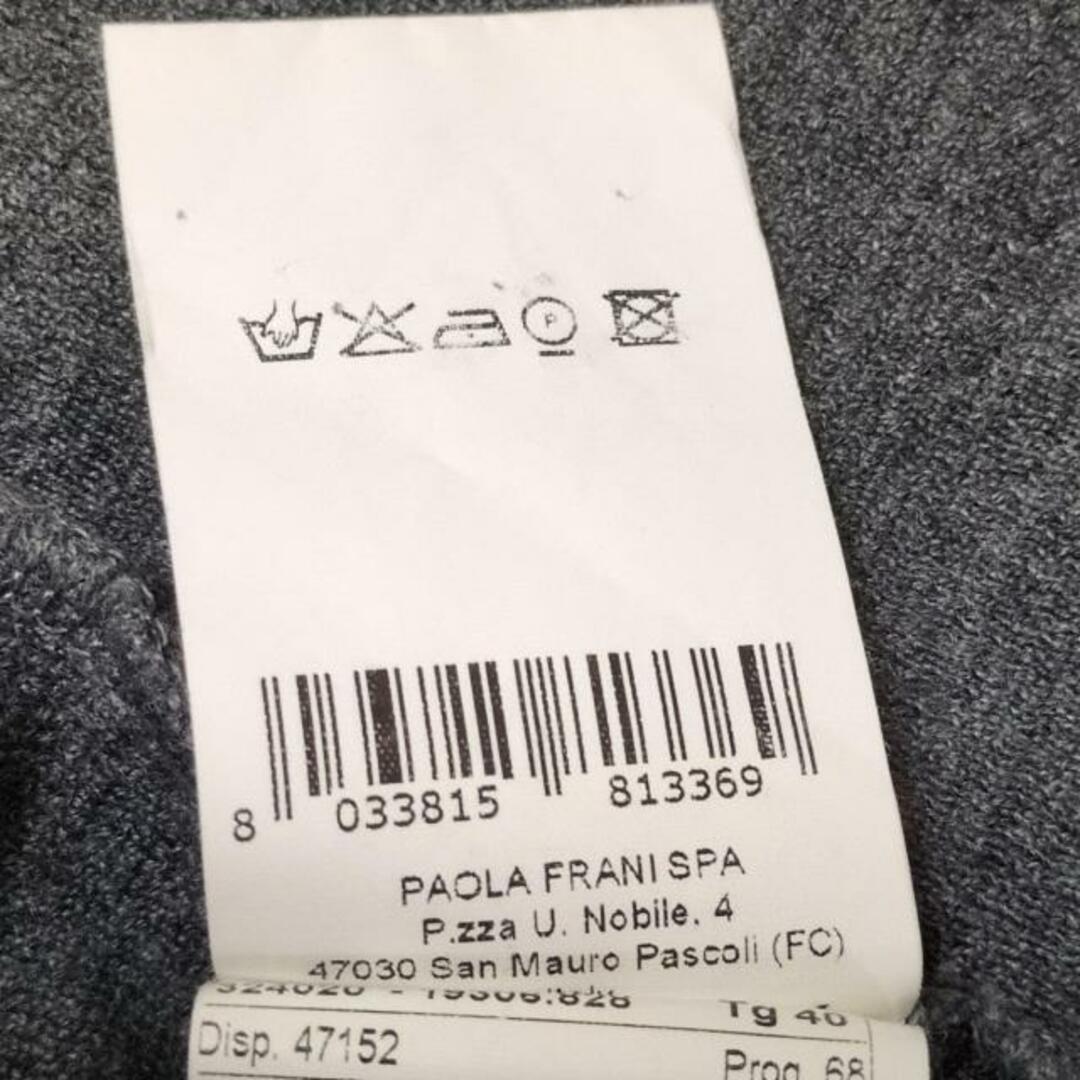 P
8 033815 813369
PAOLA FRANI SPA
P.zza U. Nobile, 4
47030 San Mauro Pascoli (FC)
Tg 40
Disp. 47152
Prog. 68